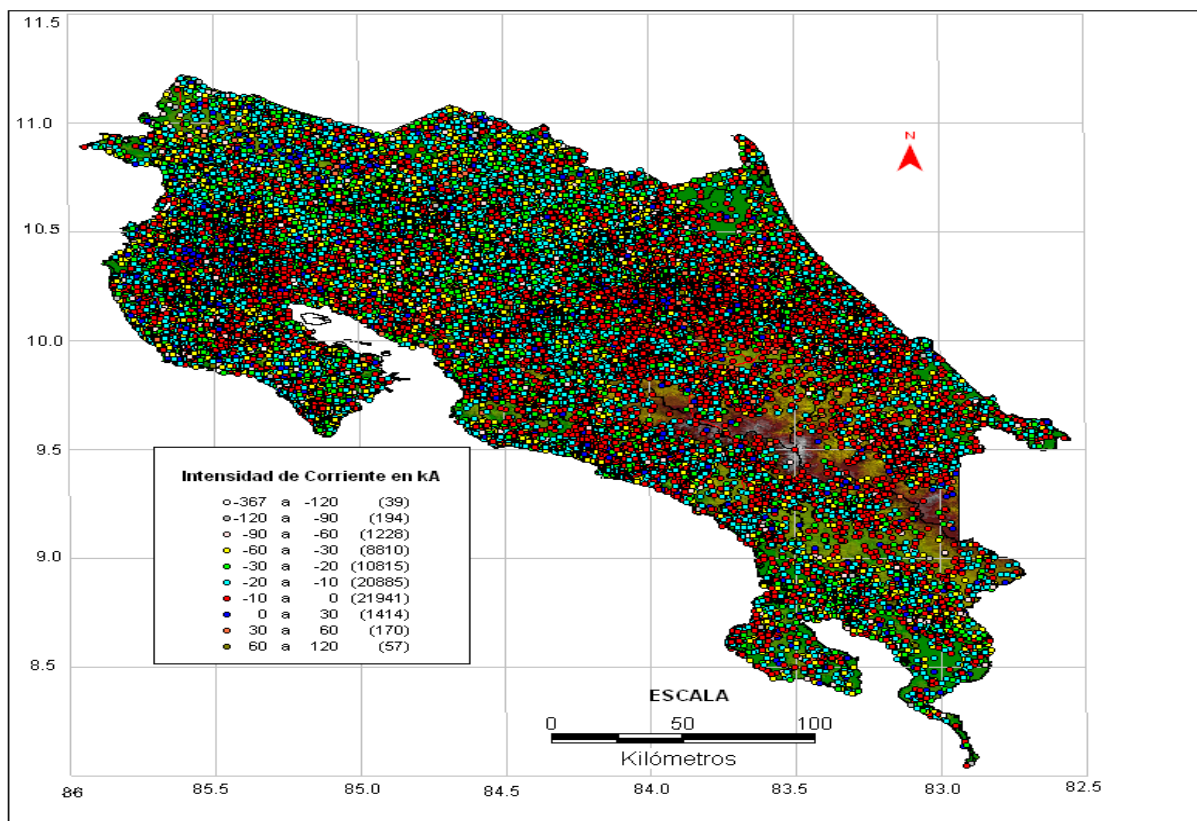 11.5
11.0
10.5
10.0
9.5
9.0
8.5
N
Intensidad de Corriente en kA
-367 a -120 (39)
-120 a -90 (194)
-90 a -60 (1228)
-60 a -30 (8810)
-30 a -20 (10815)
-20 a -10 (20885)
-10 a 0 (21941)
0 a 30 (1414)
30 a 60 (170)
60 a 120 (57)
ESCALA
0 50 100
Kilómetros
86 85.5 85.0 84.5 84.0 83.5 83.0 82.5